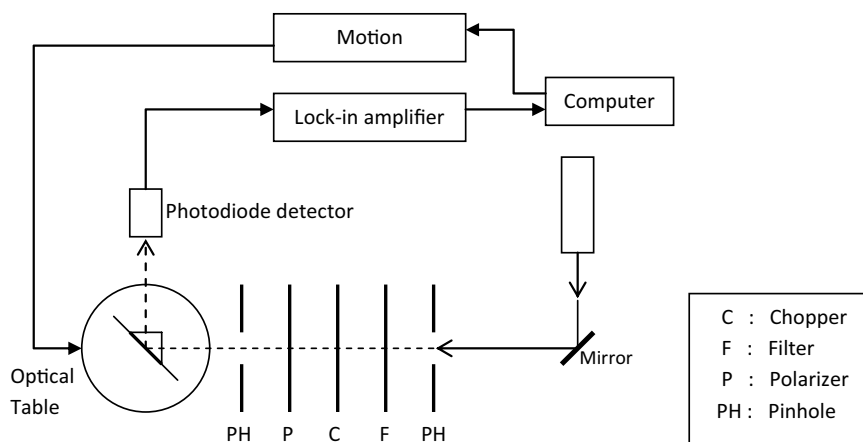 Motion
Computer
Lock-in amplifier
Photodiode detector
Mirror
Optical
Table
PH P C F PH
C : Chopper
F : Filter
P : Polarizer
PH : Pinhole